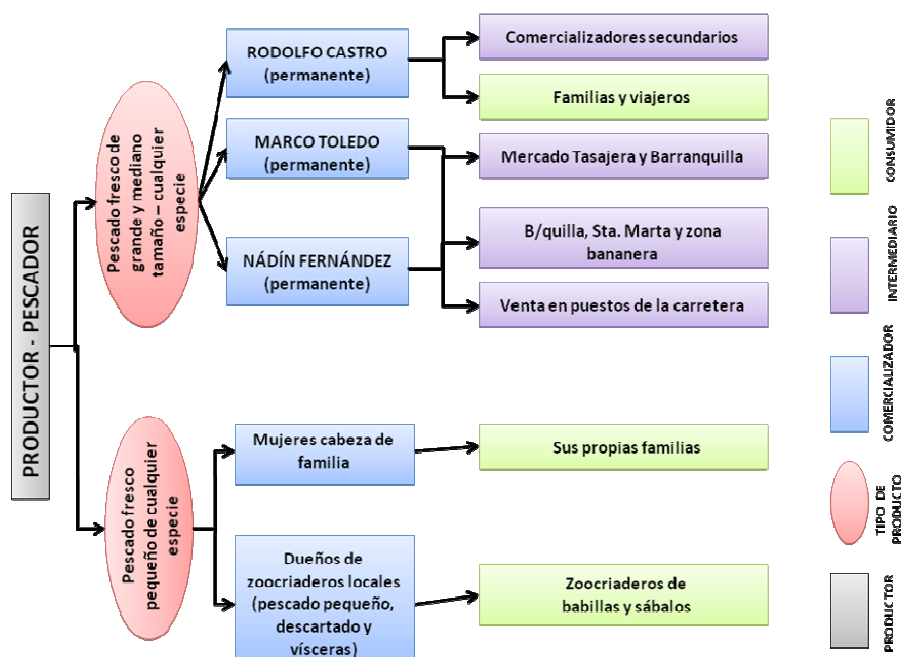 PRODUCTOR - PESCADOR
Pescado fresco de
grande y mediano
tamaño – cualquier
especie
RODOLFO CASTRO
(permanente)
Comercializadores secundarios
Familias y viajeros
MARCO TOLEDO
(permanente)
Mercado Tasajera y Barranquilla
NÁDÍN FERNÁNDEZ
(permanente)
B/quilla, Sta. Marta y zona
bananera
Venta en puestos de la carretera
Pescado fresco
pequeño de cualquier
especie
Mujeres cabeza de
familia
Sus propias familias
Dueños de
zoocriaderos locales
(pescado pequeño,
descartado y
vísceras)
Zoocriaderos de
babillas y sábalos
CONSUMIDOR
INTERMEDIARIO
COMERCIALIZADOR
TIPO DE
PRODUCTO
PRODUCTOR